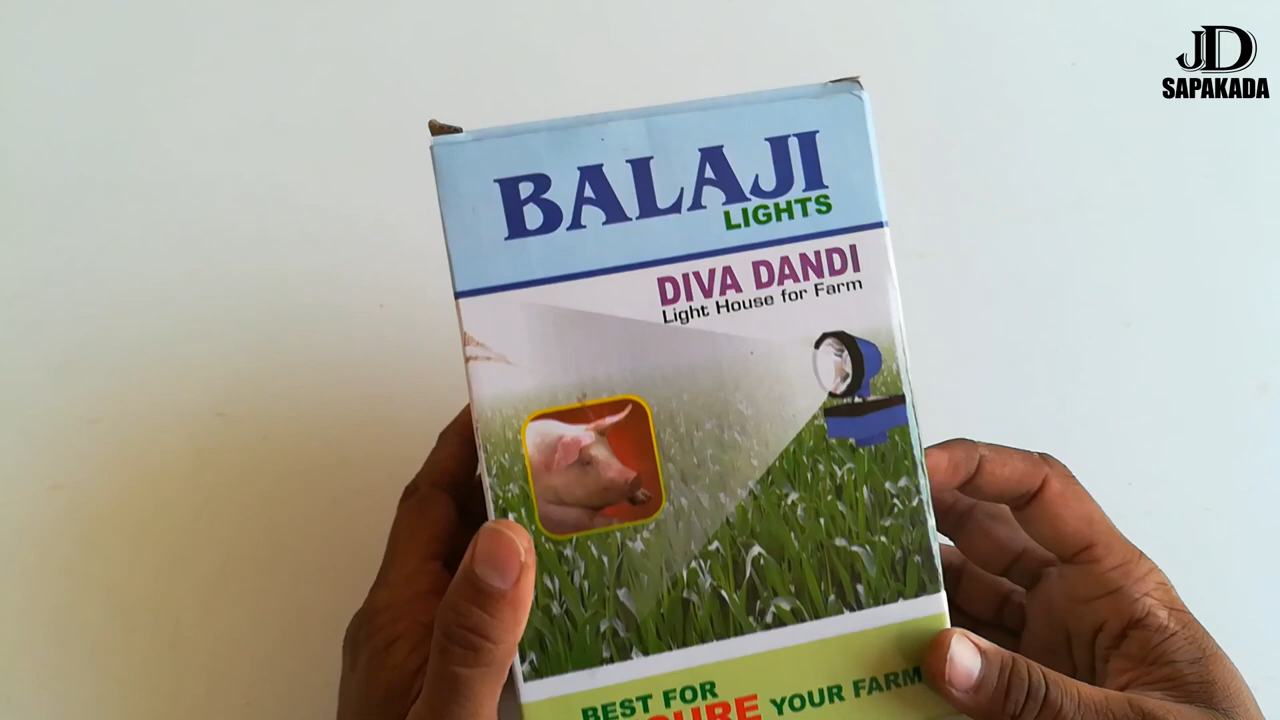 JD
SAPAKADA
BALAJI
LIGHTS
DIVA DANDI
Light House for Farm
BEST FOR
YOUR FARM